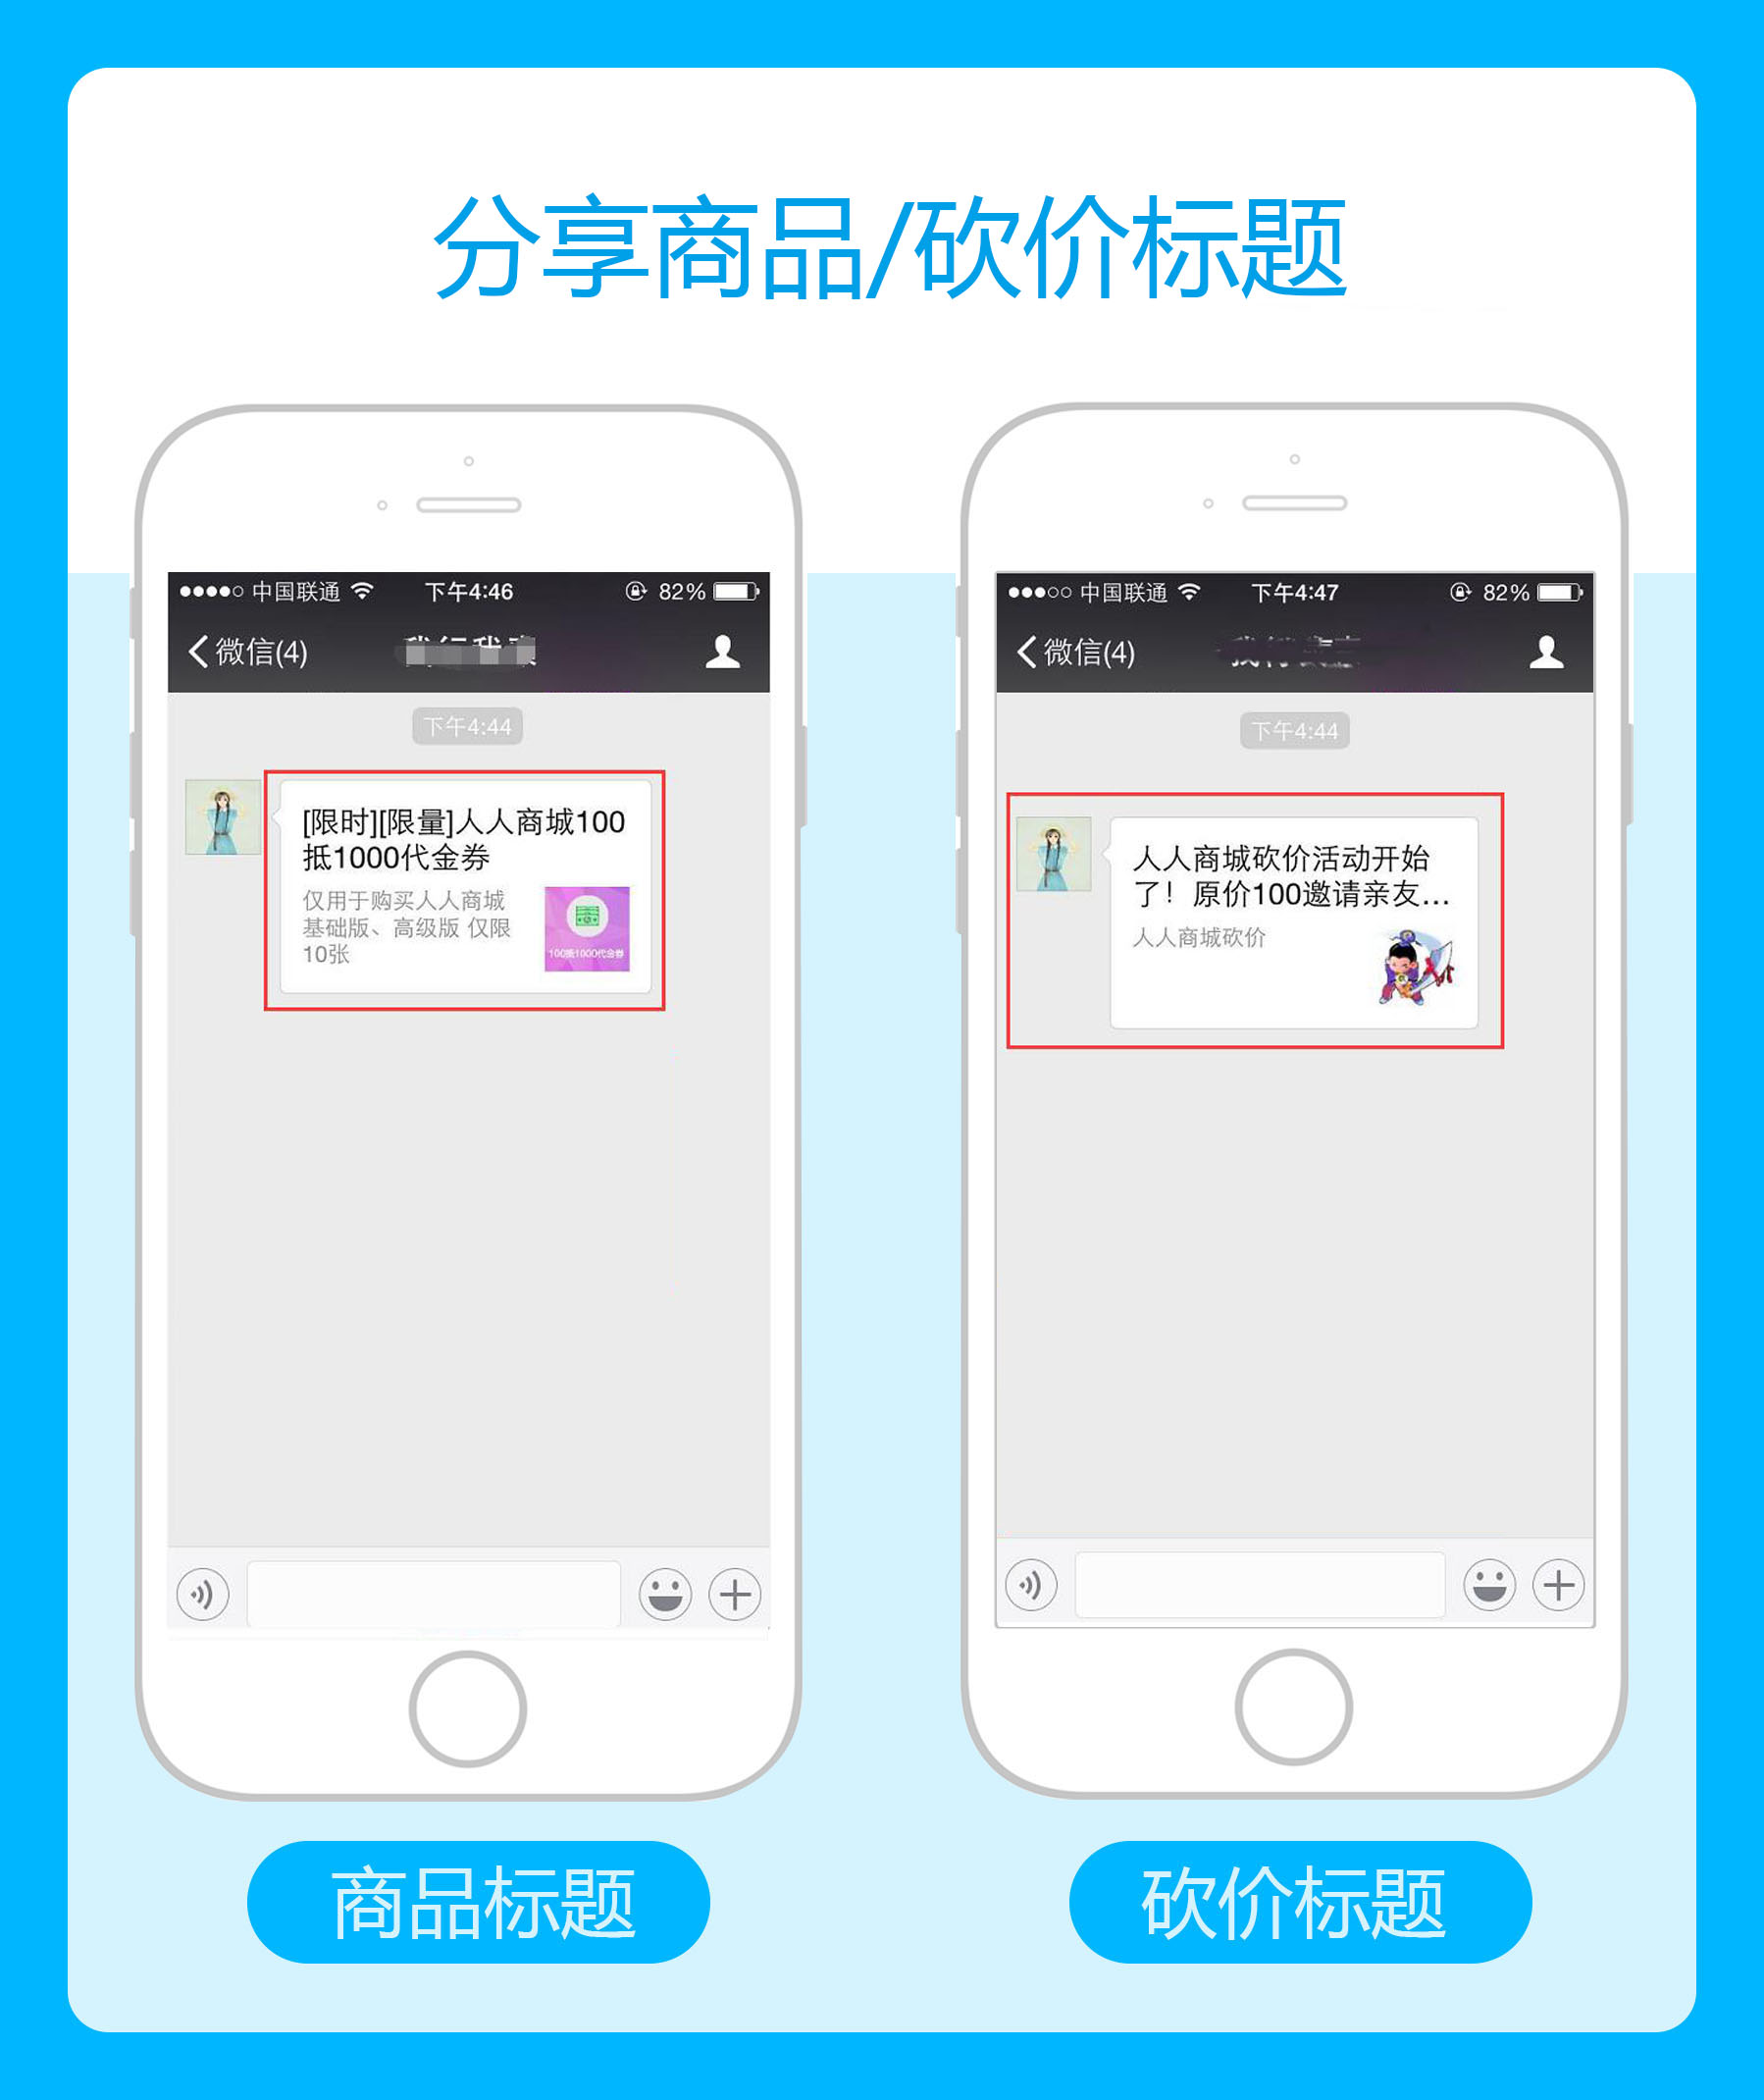 分享商品/砍价标题
中国联通 下午4:46 82%
微信(4)
下午4:44
[限时][限量]人人商城100
抵1000代金券
仅用于购买人人商城
基础版、高级版 仅限
10张
100抵1000代金券
商品标题
中国联通 下午4:47 82%
微信(4)
下午4:44
人人商城砍价活动开始
了！原价100邀请亲友...
人人商城砍价
砍价标题